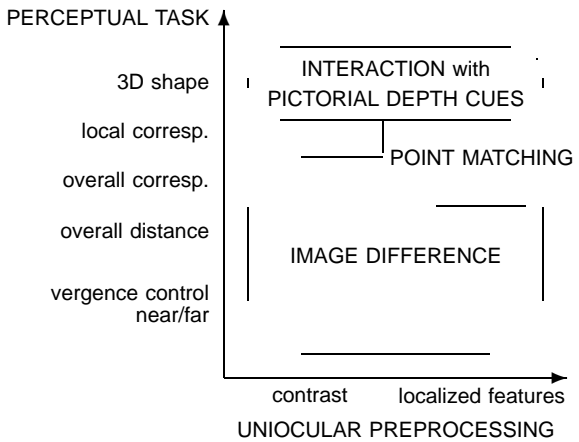 PERCEPTUAL TASK
INTERACTION with
3D shape
PICTORIAL DEPTH CUES
local corresp.
POINT MATCHING
overall corresp.
overall distance
IMAGE DIFFERENCE
vergence control
near/far
contrast localized features
UNIOCULAR PREPROCESSING